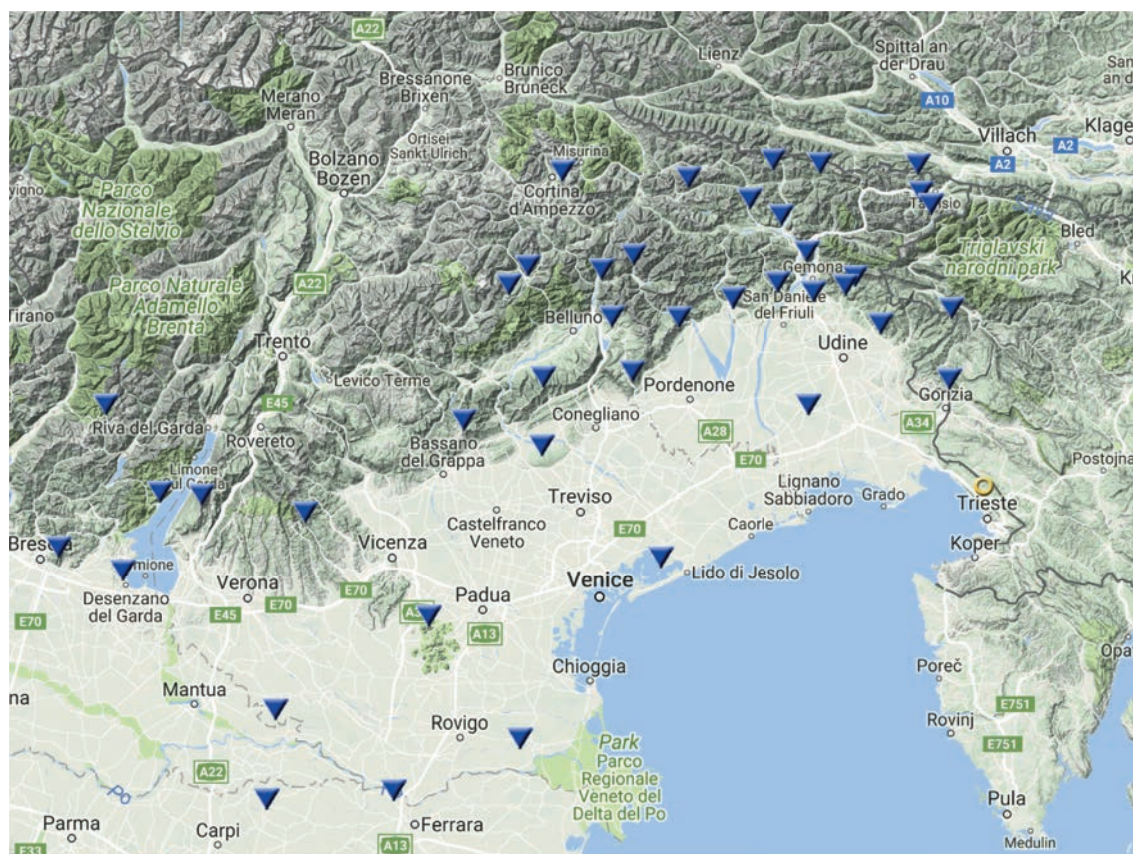 A22
Lienz
Spittal an
der Drau
Bressanone
Brixen
Brunico
Bruneck
A10
Merano
Meran
Villach
A2
A2
Ortisei
Sankt Ulrich
Misurina
Bolzano
Bozen
Cortina
d'Ampezzo
Parco
Nazionale
dello Stelvio
Bled
Triglavski
narodni park
A22
Parco Naturale
Adamello
Brenta
Gemona
San Daniele
del Friuli
Belluno
Trento
Udine
Levico Terme
Pordenone
E45
Gorizia
Riva del Garda
Rovereto
Conegliano
A28
A34
Bassano
del Grappa
E70
Postojna
Limone
sul Garda
Treviso
Lignano
Sabbiadoro
Grado
Trieste
Castelfranco
Veneto
E70
Caorle
Brescia
Vicenza
Koper
Venice
Lido di Jesolo
Desenzano
del Garda
Verona
E70
E45
Padua
E70
A13
Chioggia
Poreč
Mantua
E751
Rovigo
Rovinj
E751
Park
Parco
Regionale
Veneto del
Delta del Po
A22
Po
Pula
Parma
Carpi
Ferrara
E33
A13
Medulin